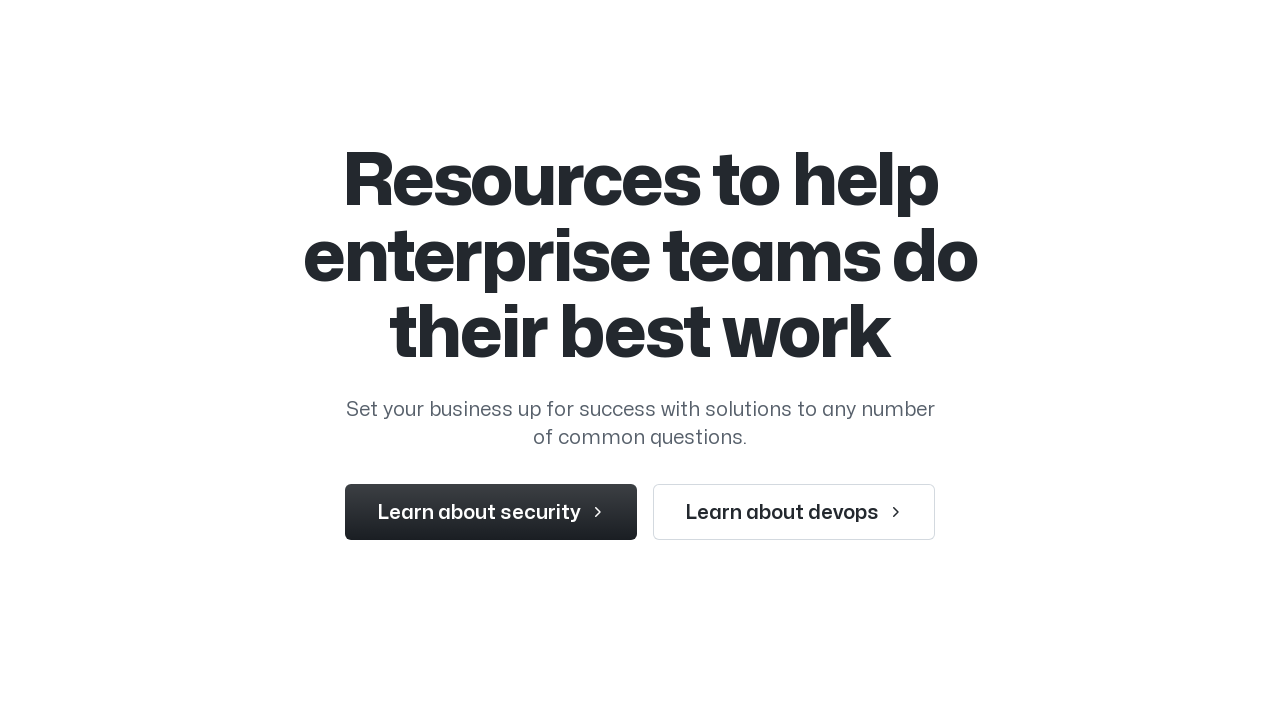 Resources to help
enterprise teams do
their best work
Set your business up for success with solutions to any number
of common questions.
Learn about security
Learn about devops